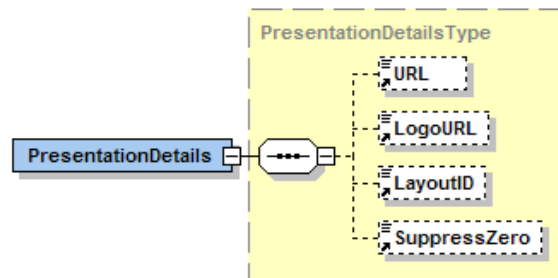 PresentationDetailsType
URL
LogoURL
PresentationDetails
LayoutID
SuppressZero